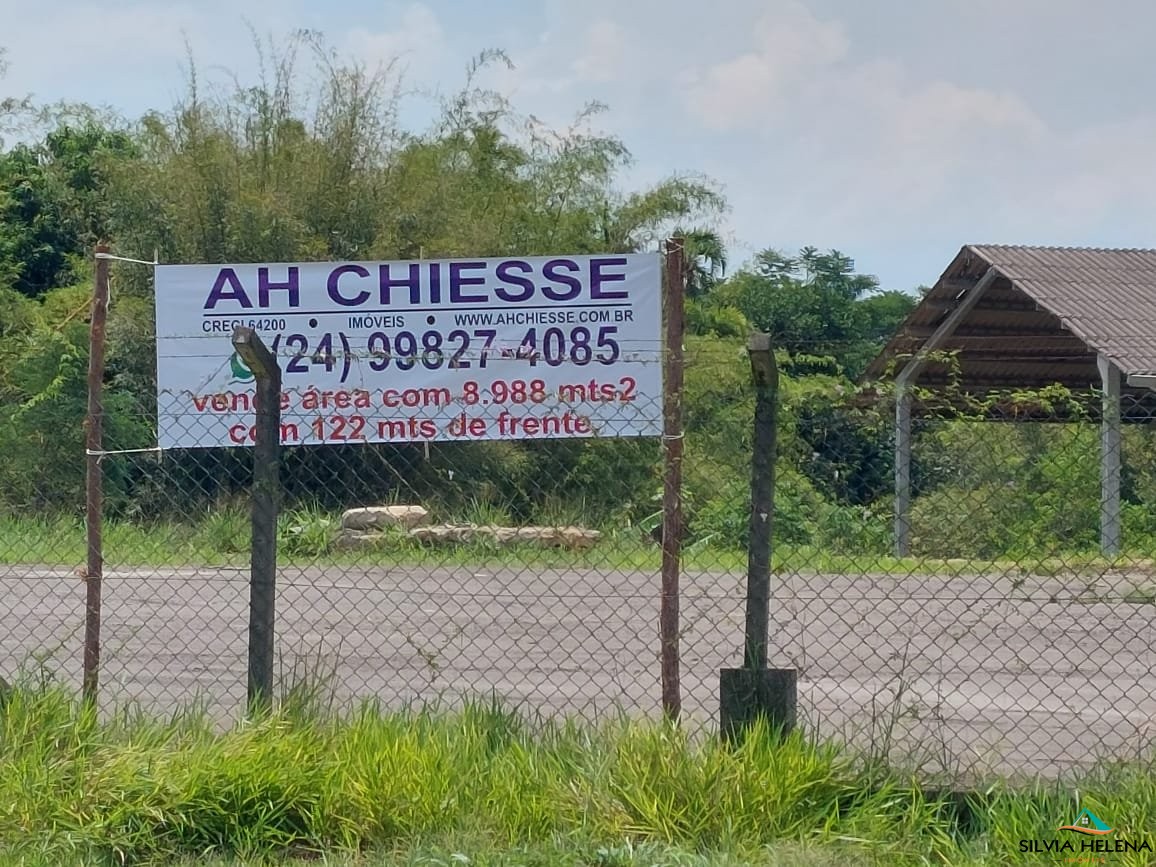 AH CHIESSE
CRECI 64200 • IMÓVEIS • WWW.AHCHIESSE.COM.BR
(24) 99827-4085
vende área com 8.988 mts2
com 122 mts de frente
SILVIA HELENA